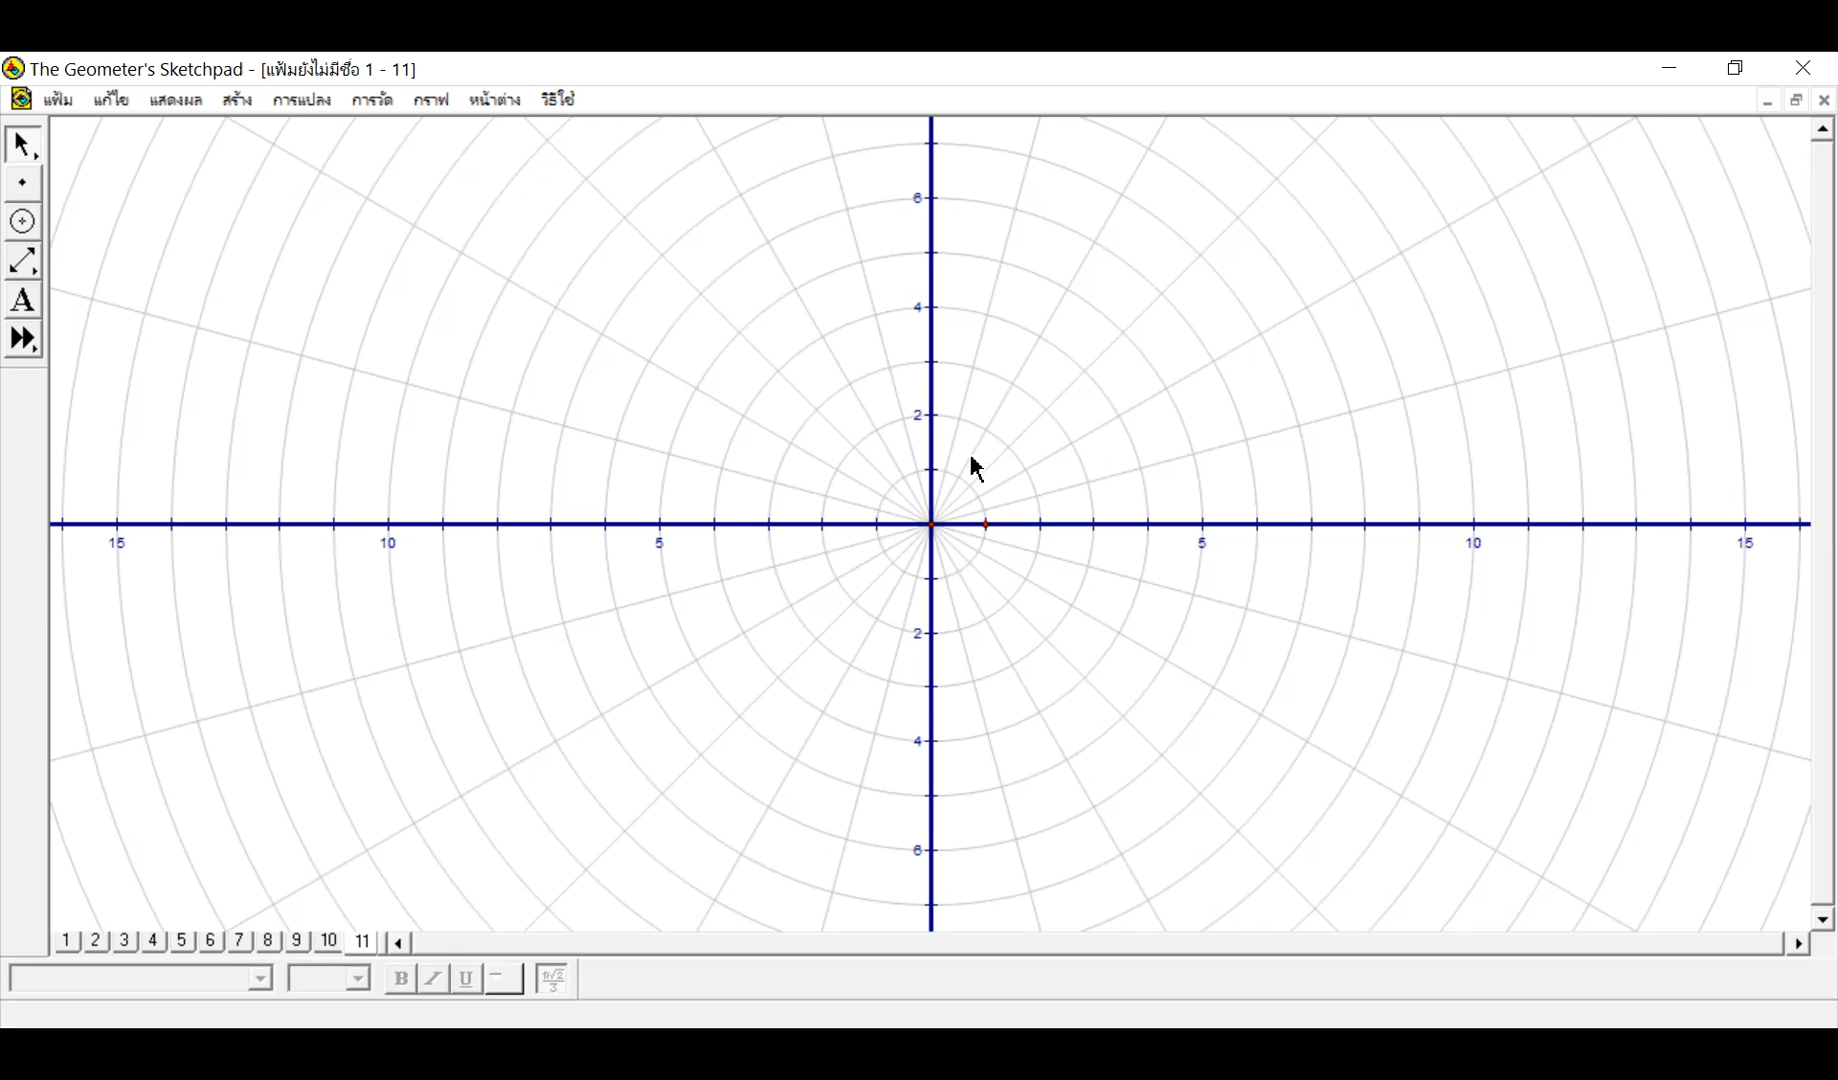 The Geometer's Sketchpad - [แฟ้มยังไม่มีชื่อ 1 - 11]
แฟ้ม แก้ไข แสดงผล สร้าง การแปลง การวัด กราฟ หน้าต่าง วิธีใช้
A
6
4
2
15 10 5 5 10 15
2
4
6
1 2 3 4 5 6 7 8 9 10 11
B I U